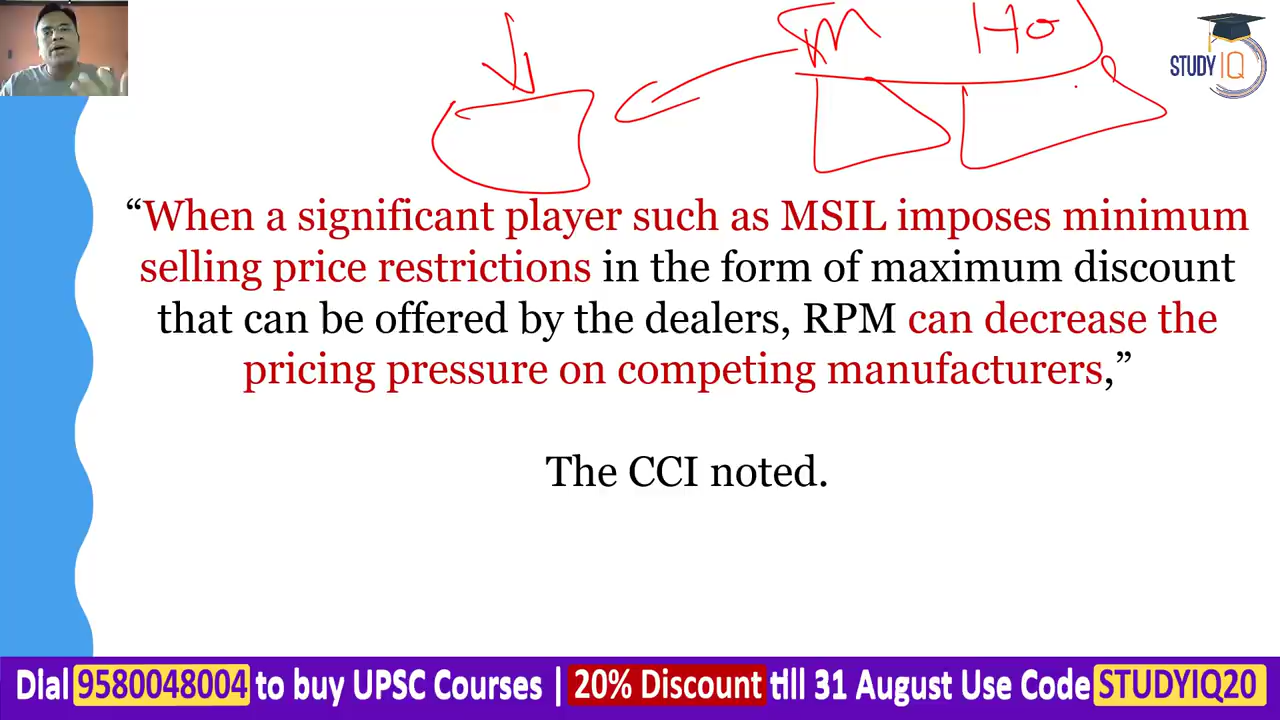 M Ho
STUDY IQ
“When a significant player such as MSIL imposes minimum
selling price restrictions in the form of maximum discount
that can be offered by the dealers, RPM can decrease the
pricing pressure on competing manufacturers,”
The CCI noted.
Dial 9580048004 to buy UPSC Courses | 20% Discount till 31 August Use Code STUDYIQ20